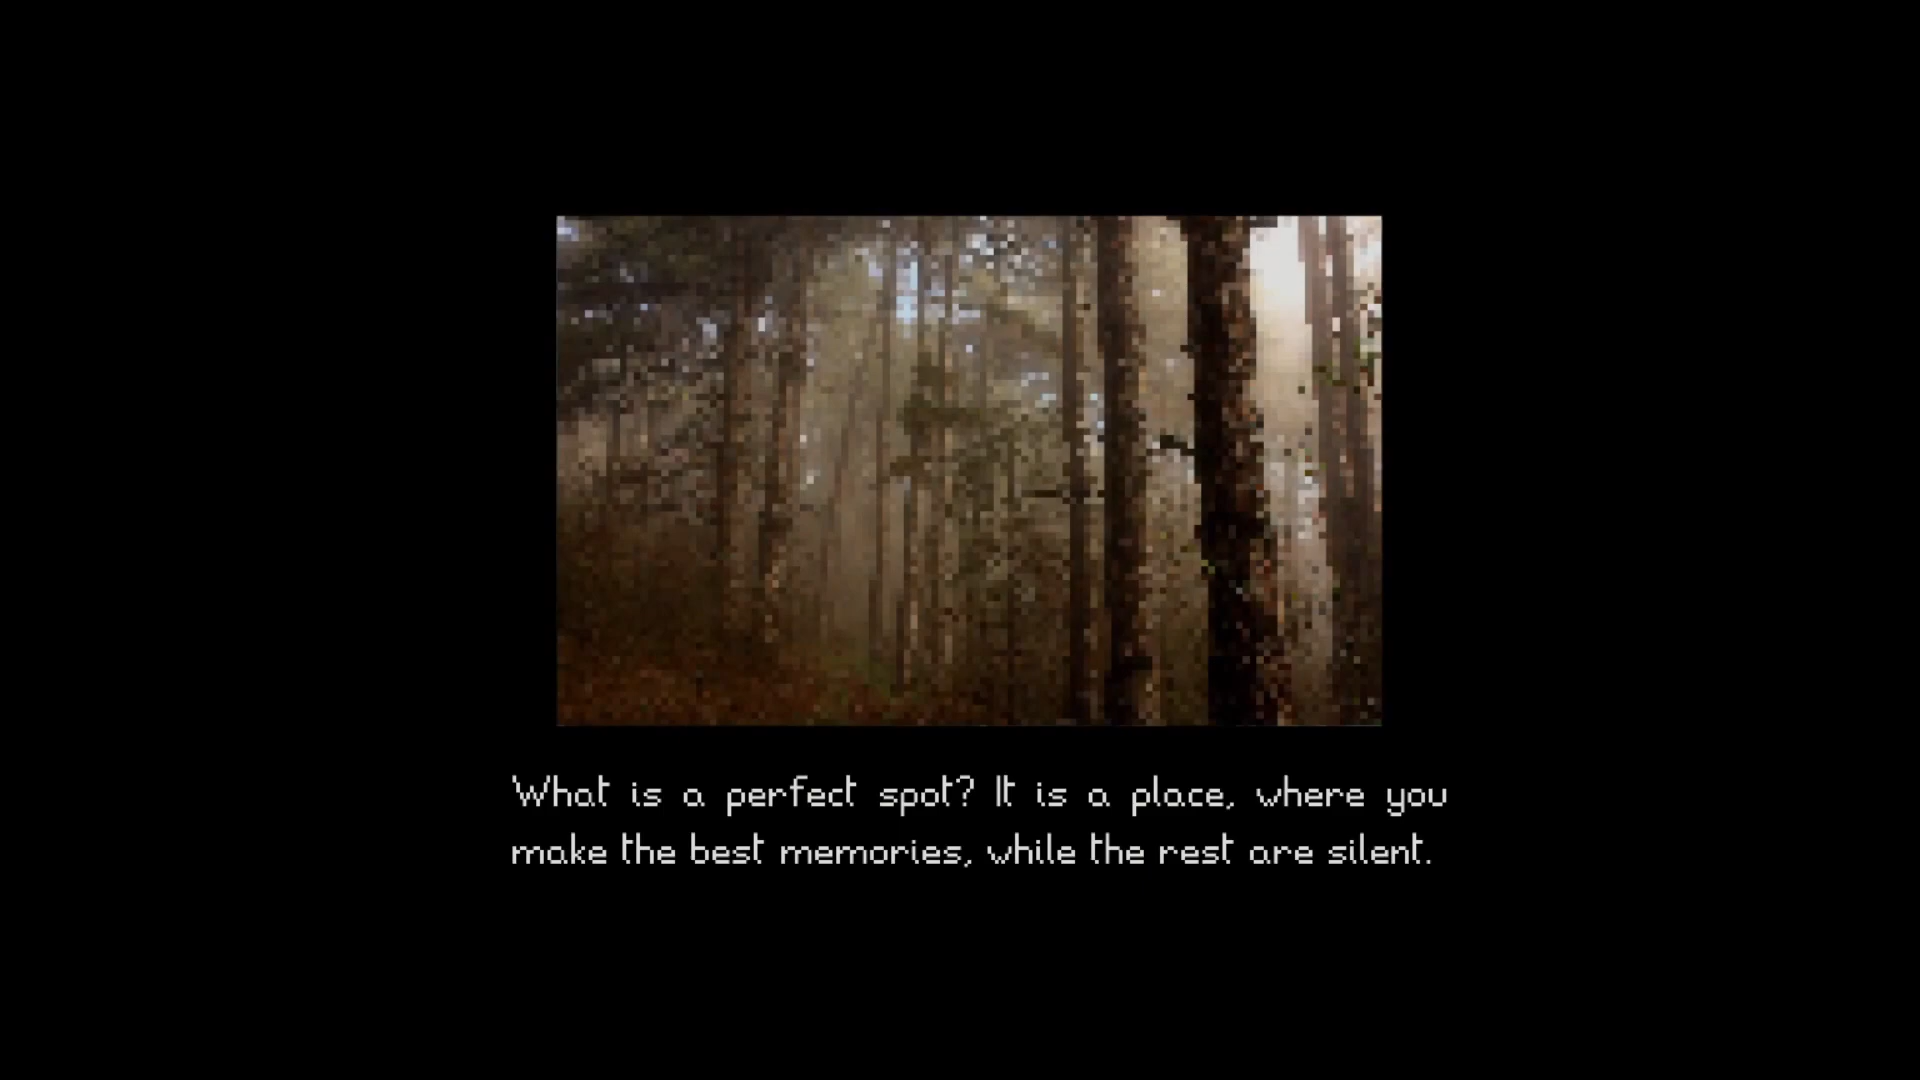 What is a perfect spot? It is a place, where you
make the best memories, while the rest are silent.